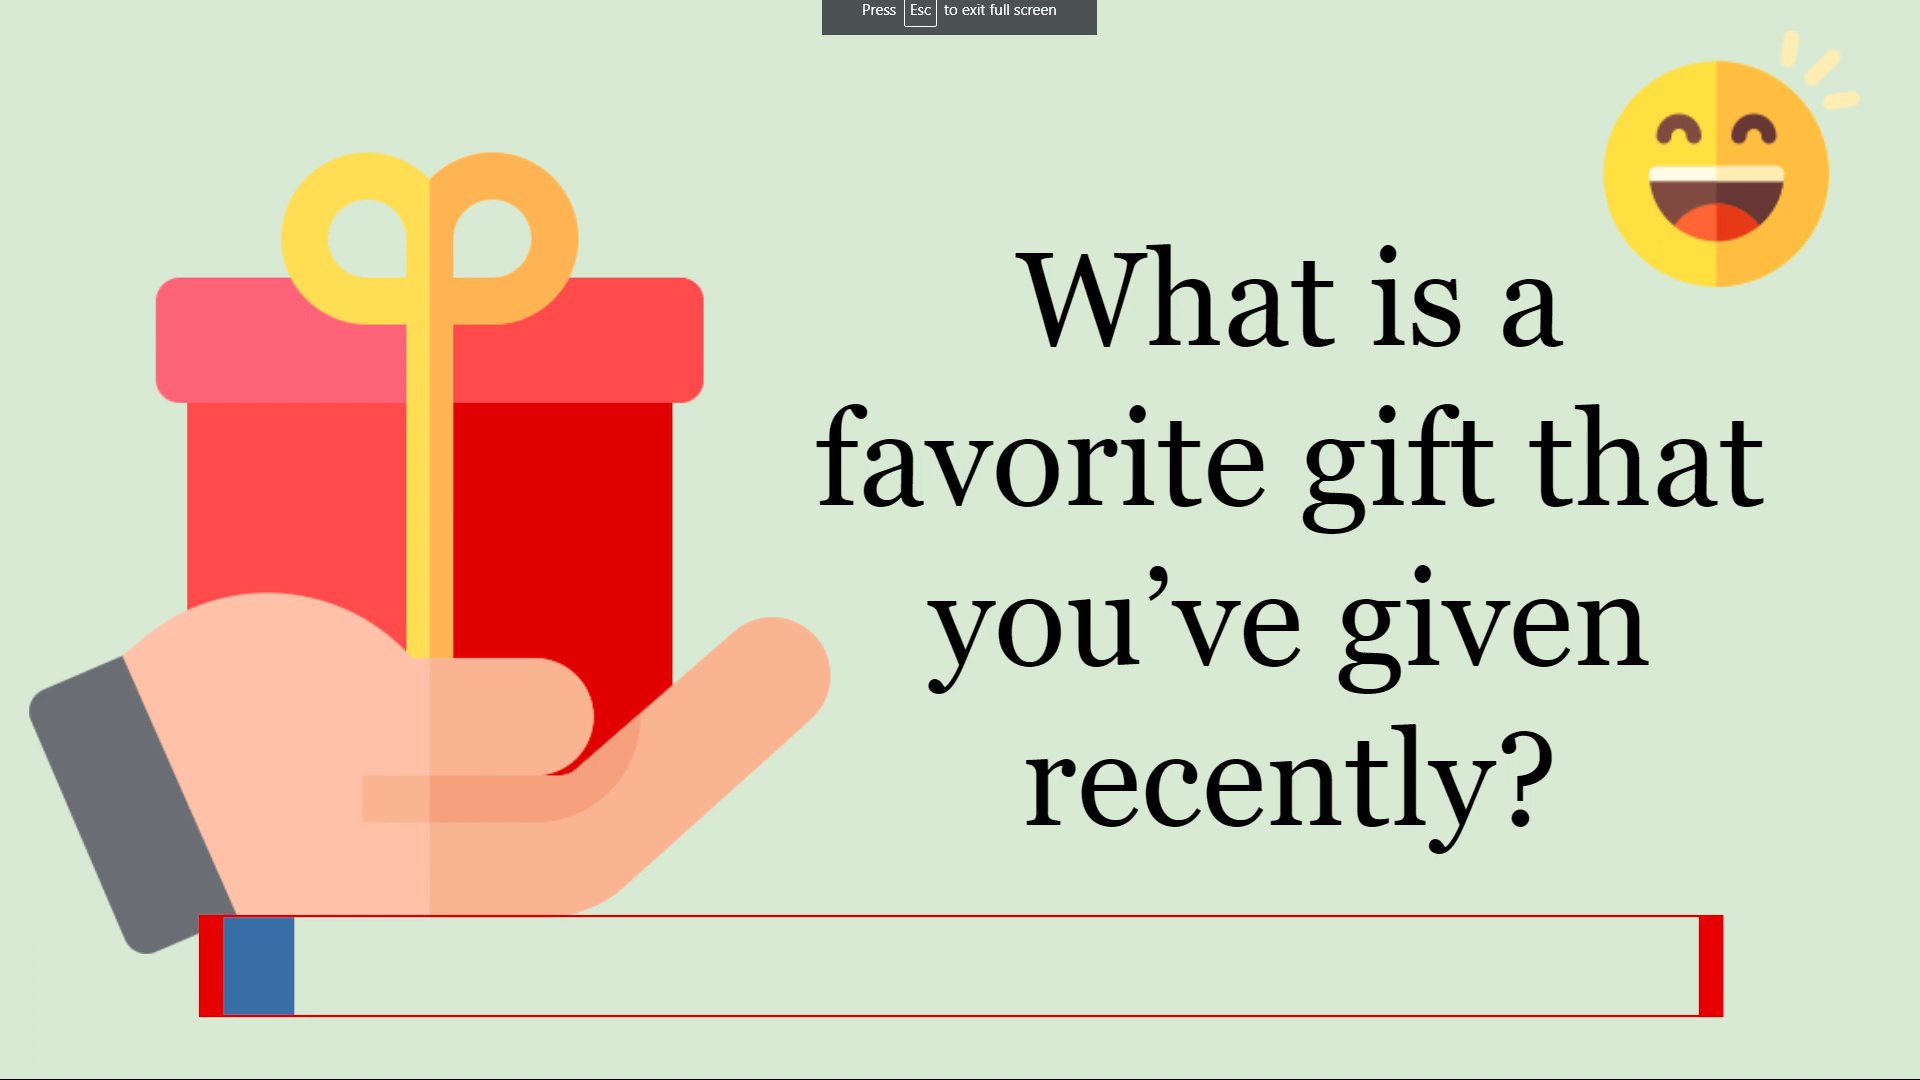 Press Esc to exit full screen
What is a
favorite gift that
you’ve given
recently?